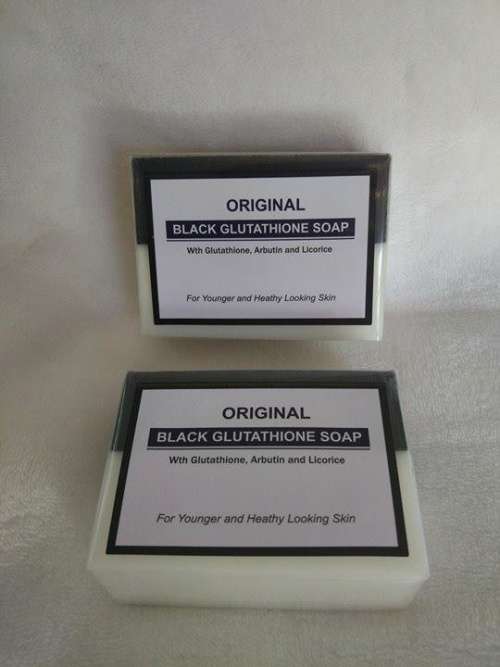 ORIGINAL
BLACK GLUTATHIONE SOAP
Wth Glutathione, Arbutin and Licorice
For Younger and Heathy Looking Skin
ORIGINAL
BLACK GLUTATHIONE SOAP
Wth Glutathione, Arbutin and Licorice
For Younger and Heathy Looking Skin